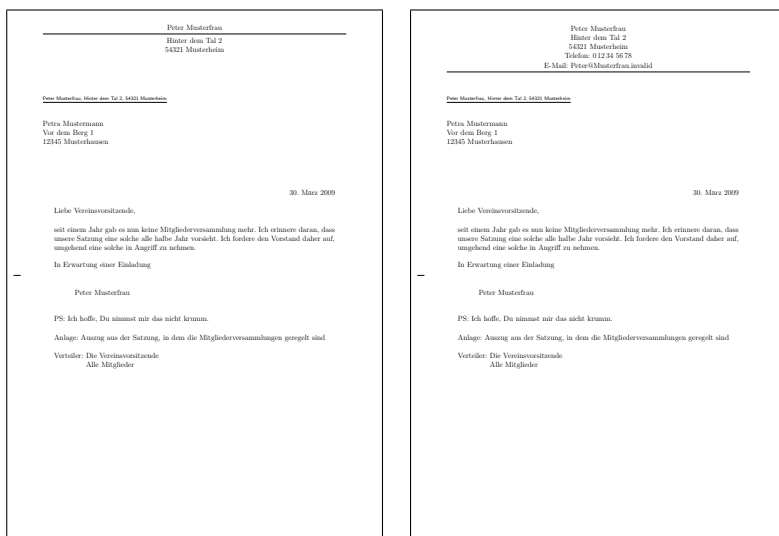 Peter Musterfrau
Hinter dem Tal 2
54321 Musterheim
Peter Musterfrau, Hinter dem Tal 2, 54321 Musterheim
Petra Mustermann
Vor dem Berg 1
12345 Musterhausen
30. März 2009
Liebe Vereinsvorsitzende,
seit einem Jahr gab es nun keine Mitgliederversammlung mehr. Ich erinnere daran, dass
unsere Satzung eine solche alle halbe Jahr vorsieht. Ich fordere den Vorstand daher auf,
umgehend eine solche in Angriff zu nehmen.
In Erwartung einer Einladung
Peter Musterfrau
PS: Ich hoffe, Du nimmst mir das nicht krumm.
Anlage: Auszug aus der Satzung, in dem die Mitgliederversammlungen geregelt sind
Verteiler: Die Vereinsvorsitzende
Alle Mitglieder
Peter Musterfrau
Hinter dem Tal 2
54321 Musterheim
Telefon: 0 12 34 56 78
E-Mail: Peter@Musterfrau.invalid
Peter Musterfrau, Hinter dem Tal 2, 54321 Musterheim
Petra Mustermann
Vor dem Berg 1
12345 Musterhausen
30. März 2009
Liebe Vereinsvorsitzende,
seit einem Jahr gab es nun keine Mitgliederversammlung mehr. Ich erinnere daran, dass
unsere Satzung eine solche alle halbe Jahr vorsieht. Ich fordere den Vorstand daher auf,
umgehend eine solche in Angriff zu nehmen.
In Erwartung einer Einladung
Peter Musterfrau
PS: Ich hoffe, Du nimmst mir das nicht krumm.
Anlage: Auszug aus der Satzung, in dem die Mitgliederversammlungen geregelt sind
Verteiler: Die Vereinsvorsitzende
Alle Mitglieder